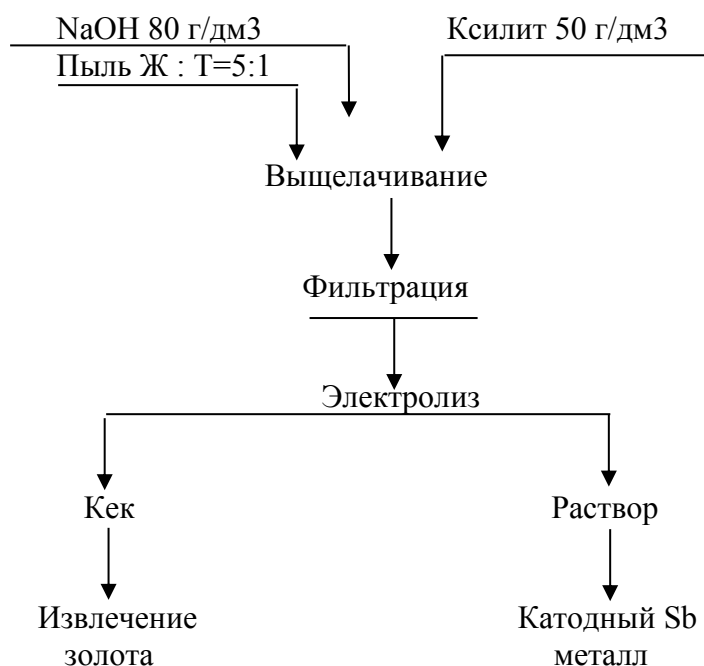 NaOH 80 г/дм3
Ксилит 50 г/дм3
Пыль Ж : Т=5:1
Выщелачивание
Фильтрация
Электролиз
Кек
Раствор
Извлечение
золота
Катодный Sb
металл